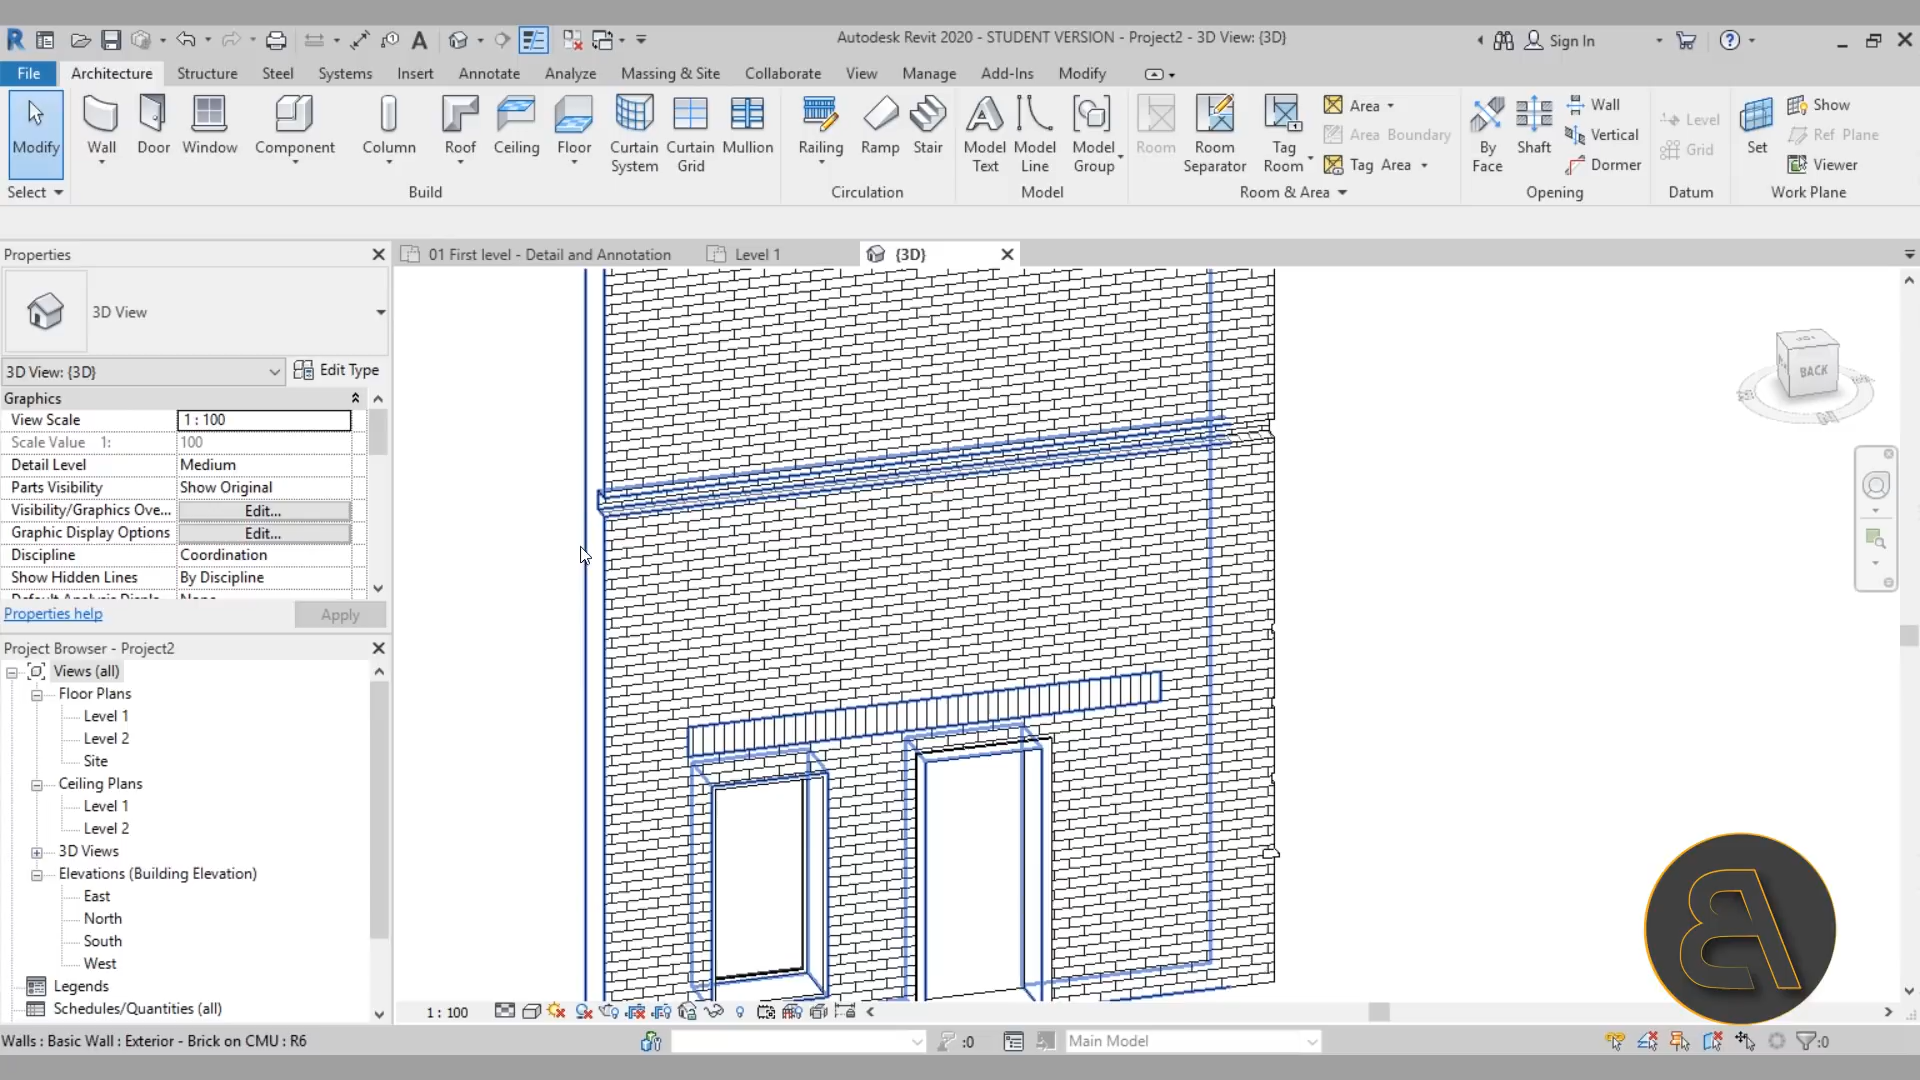 Autodesk Revit 2020 - STUDENT VERSION - Project2 - 3D View: {3D}
Sign In
File Architecture Structure Steel Systems Insert Annotate Analyze Massing & Site Collaborate View Manage Add-Ins Modify
Modify
Wall
Door
Window
Component
Column
Roof
Ceiling
Floor
Curtain System
Curtain Grid
Mullion
Railing
Ramp
Stair
Model Text
Model Line
Model Group
Room
Room Separator
Tag Room
Area
Area Boundary
Tag Area
By Face
Shaft
Wall
Vertical
Dormer
Level
Grid
Set
Show
Ref Plane
Viewer
Select
Build
Circulation
Model
Room & Area
Opening
Datum
Work Plane
Properties
01 First level - Detail and Annotation
Level 1
{3D}
3D View
3D View: {3D}
Edit Type
Graphics
View Scale 1 : 100
Scale Value 1: 100
Detail Level Medium
Parts Visibility Show Original
Visibility/Graphics Ove... Edit...
Graphic Display Options Edit...
Discipline Coordination
Show Hidden Lines By Discipline
Properties help
Apply
BACK
Project Browser - Project2
Views (all)
Floor Plans
Level 1
Level 2
Site
Ceiling Plans
Level 1
Level 2
3D Views
Elevations (Building Elevation)
East
North
South
West
Legends
Schedules/Quantities (all)
1 : 100
Walls : Basic Wall : Exterior - Brick on CMU : R6
:0
Main Model
:0